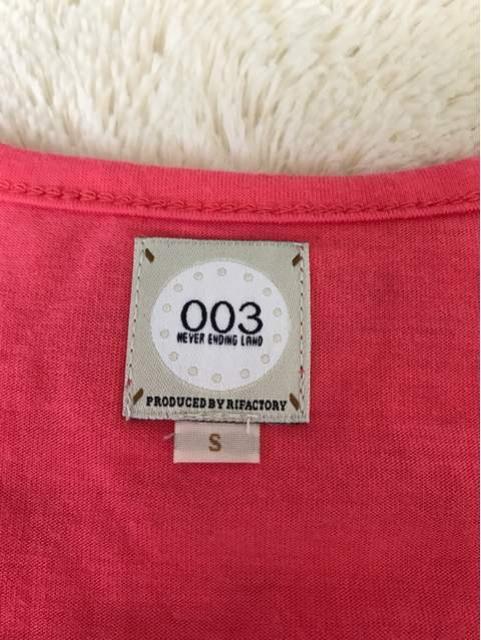 003
NEVER ENDING LAND
PRODUCED BY RIFACTORY
S